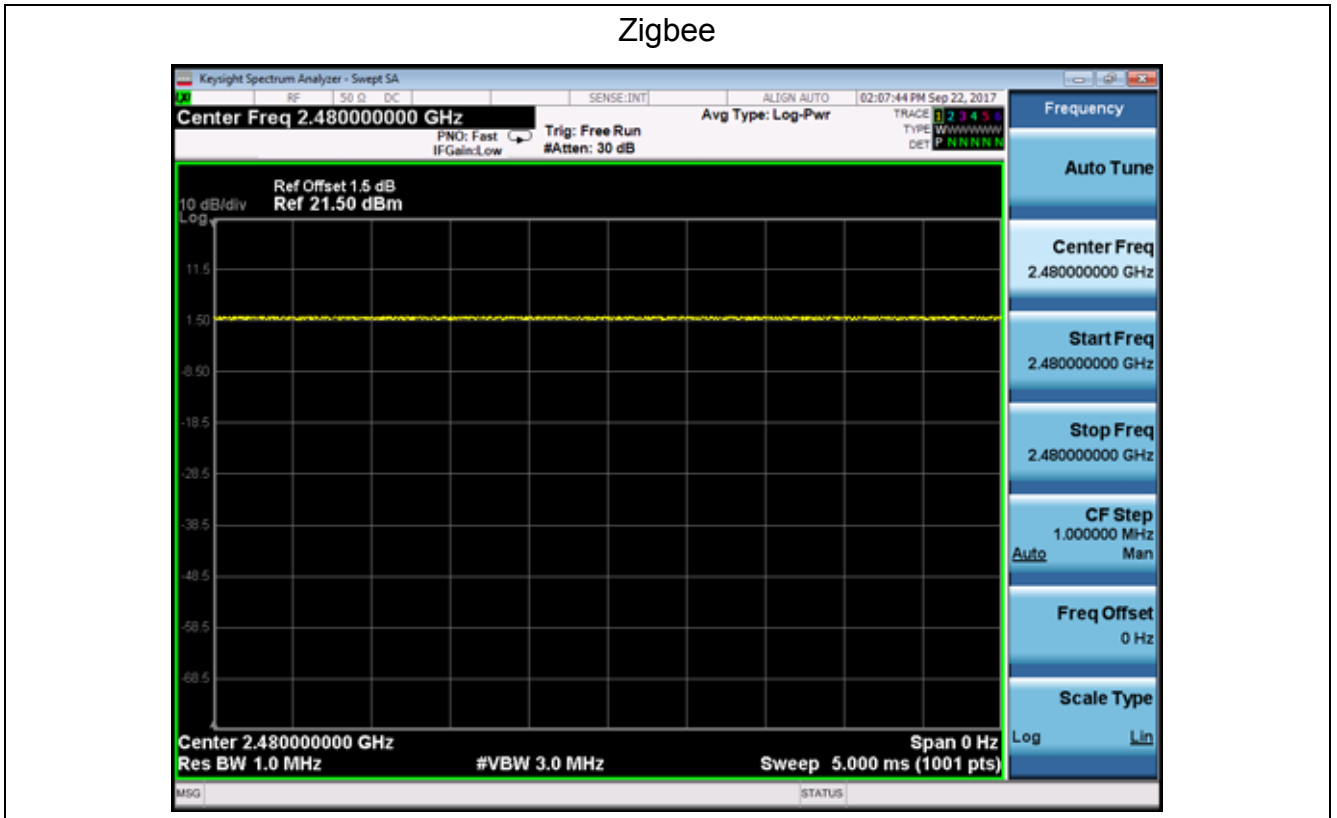 Zigbee
Keysight Spectrum Analyzer - Swept SA
RF 50 Ω DC SENSE:INT ALIGN AUTO 02:07:44 PM Sep 22, 2017
Center Freq 2.480000000 GHz
PNO: Fast
IFGain:Low
Trig: Free Run
#Atten: 30 dB
Avg Type: Log-Pwr
TRACE 1 2 3 4 5 6
TYPE WWWWWWW
DET P N N N N N
Ref Offset 1.5 dB
10 dB/div Ref 21.50 dBm
Log
11.5
1.50
-8.50
-18.5
-28.5
-38.5
-48.5
-58.5
-68.5
Center 2.480000000 GHz Span 0 Hz
Res BW 1.0 MHz #VBW 3.0 MHz Sweep 5.000 ms (1001 pts)
MSG STATUS
Frequency
Auto Tune
Center Freq
2.480000000 GHz
Start Freq
2.480000000 GHz
Stop Freq
2.480000000 GHz
CF Step
1.000000 MHz
Auto Man
Freq Offset
0 Hz
Scale Type
Log Lin